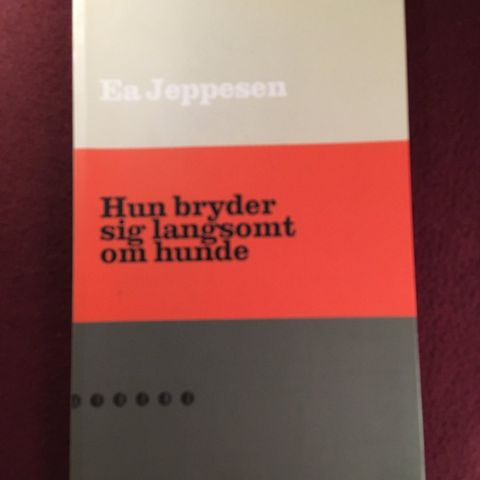 Ea Jeppesen
Hun bryder
sig langsomt
om hunde